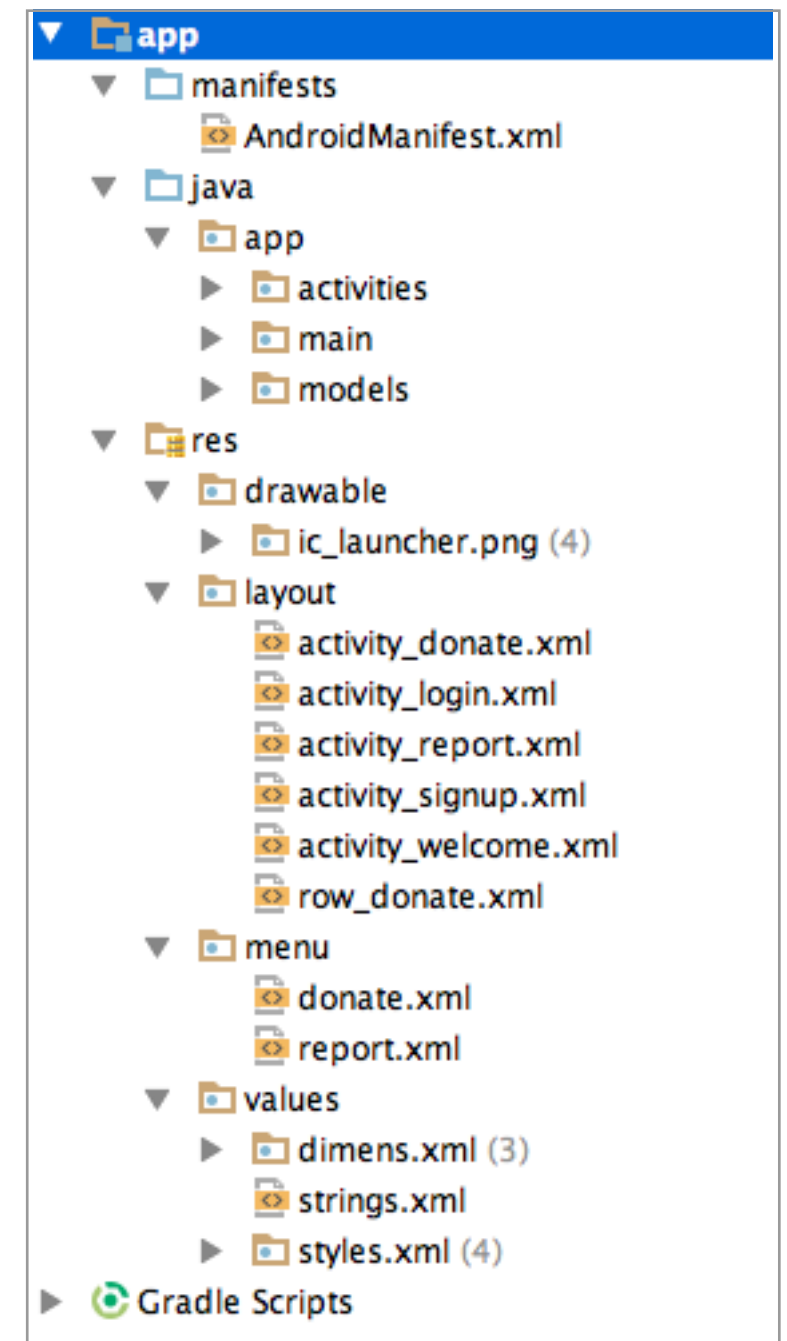 app
manifests
AndroidManifest.xml
java
app
activities
main
models
res
drawable
ic_launcher.png (4)
layout
activity_donate.xml
activity_login.xml
activity_report.xml
activity_signup.xml
activity_welcome.xml
row_donate.xml
menu
donate.xml
report.xml
values
dimens.xml (3)
strings.xml
styles.xml (4)
Gradle Scripts